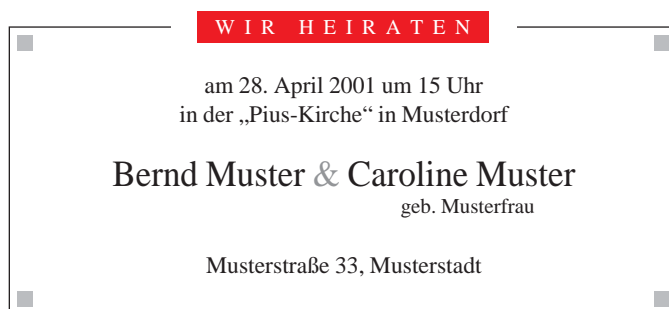 WIR HEIRATEN
am 28. April 2001 um 15 Uhr
in der „Pius-Kirche“ in Musterdorf
Bernd Muster & Caroline Muster
geb. Musterfrau
Musterstraße 33, Musterstadt